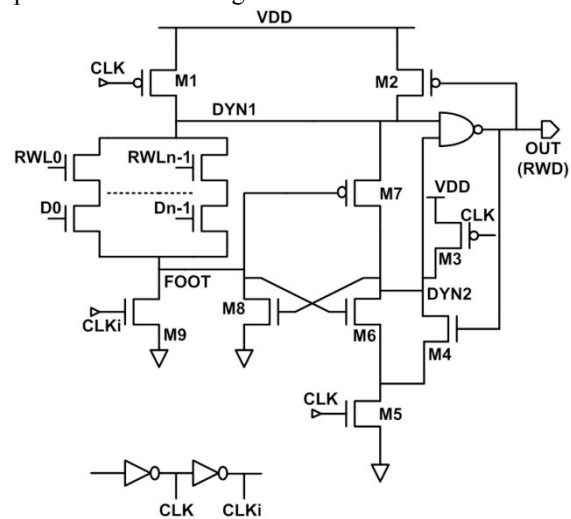 VDD
CLK
M1
M2
DYN1
RWL0
RWLn-1
OUT
(RWD)
M7
VDD
CLK
D0
Dn-1
M3
FOOT
M8
DYN2
CLKi
M9
M6
M4
CLK
M5
CLK
CLKi